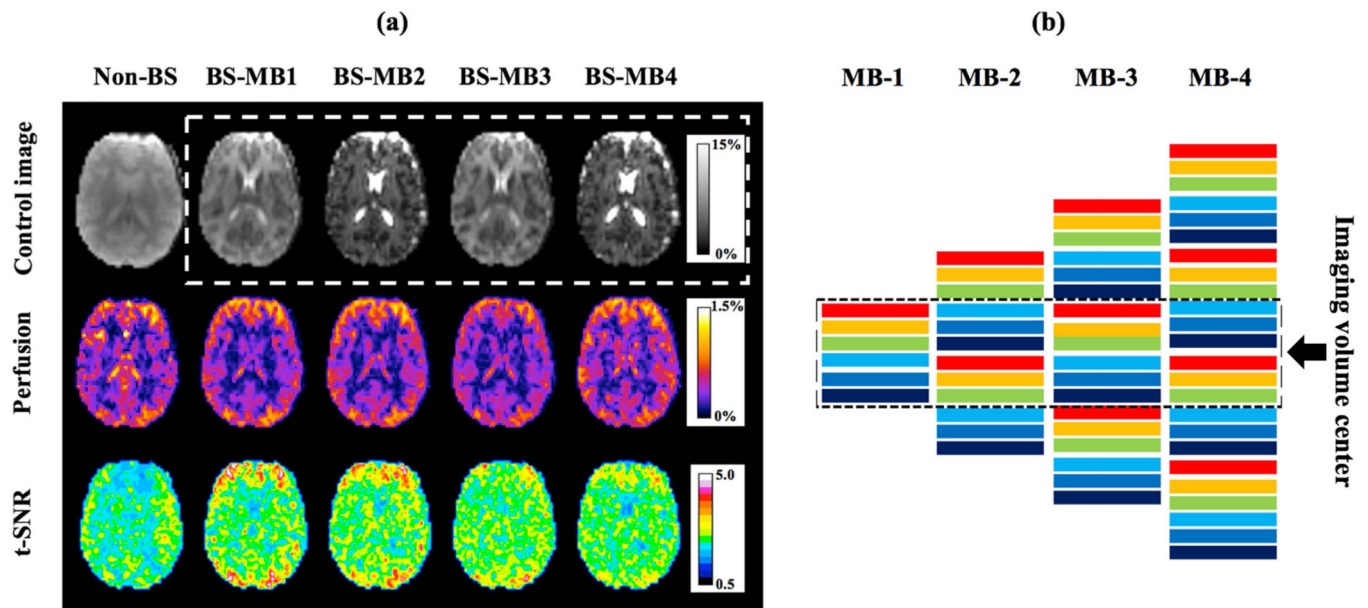 (a)
(b)
Non-BS BS-MB1 BS-MB2 BS-MB3 BS-MB4
MB-1 MB-2 MB-3 MB-4
Control image
15%
0%
Perfusion
1.5%
0%
t-SNR
5.0
0.5
Imaging volume center